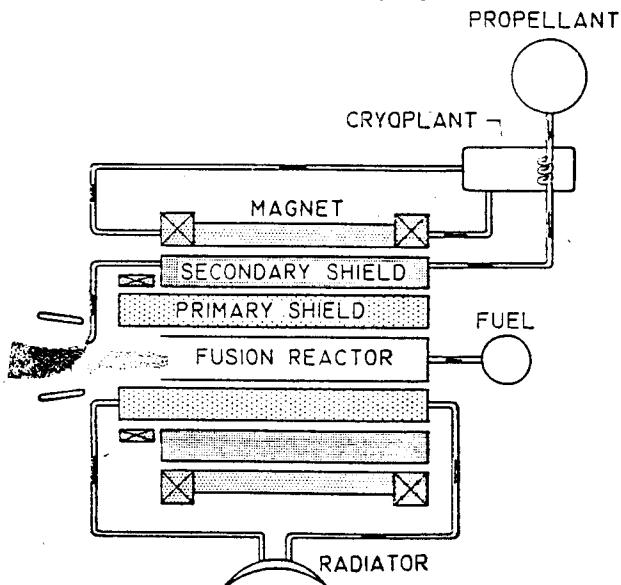 PROPELLANT
CRYOPLANT
MAGNET
SECONDARY SHIELD
PRIMARY SHIELD
FUEL
FUSION REACTOR
RADIATOR